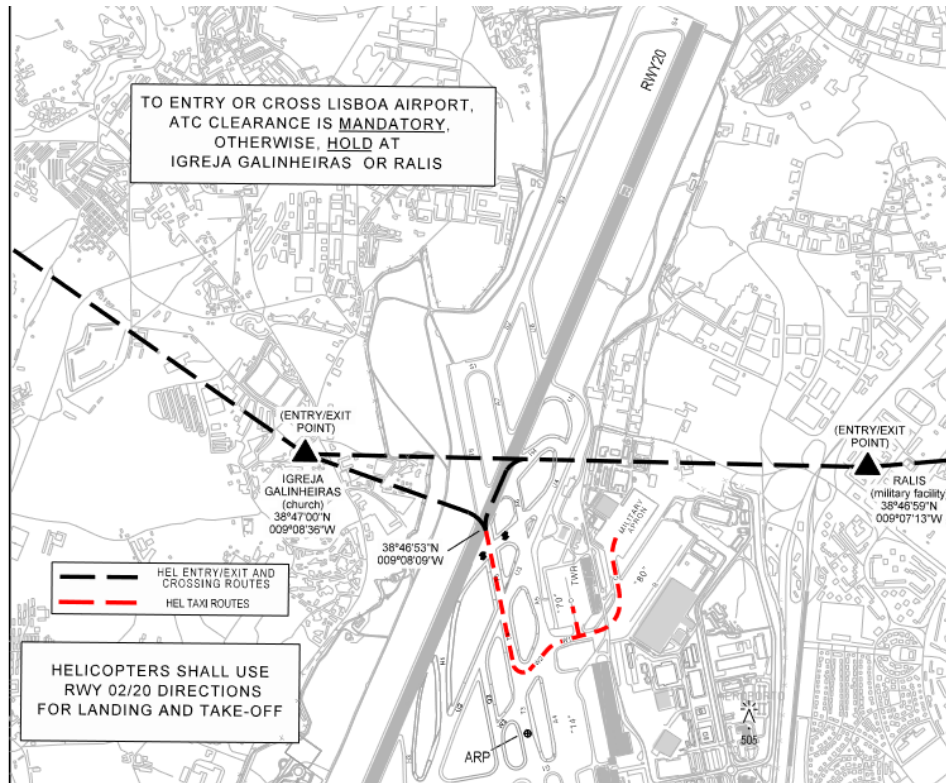 TO ENTRY OR CROSS LISBOA AIRPORT,
ATC CLEARANCE IS MANDATORY,
OTHERWISE, HOLD AT
IGREJA GALINHEIRAS OR RALIS
RWY20
(ENTRY/EXIT
POINT)
IGREJA
GALINHEIRAS
(church)
38°47'00"N
009°08'36"W
(ENTRY/EXIT
POINT)
RALIS
(military facility)
38°46'59"N
009°07'13"W
38°46'53"N
009°08'09"W
MILITARY
APRON
TWR
"70"
"80"
"14"
HEL ENTRY/EXIT AND
CROSSING ROUTES
HEL TAXI ROUTES
HELICOPTERS SHALL USE
RWY 02/20 DIRECTIONS
FOR LANDING AND TAKE-OFF
ARP
505